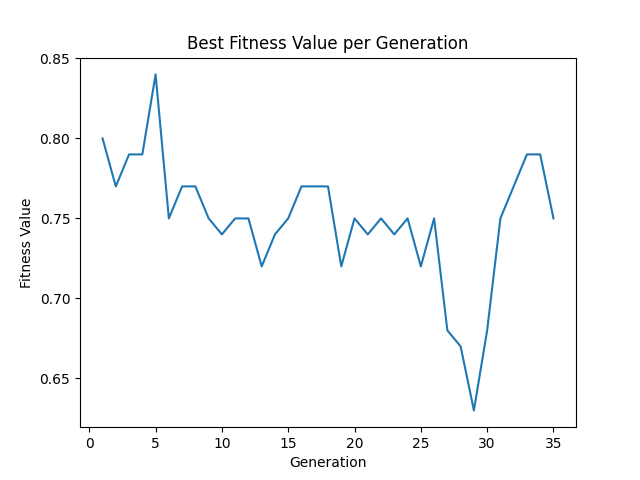 Best Fitness Value per Generation
0.85
0.80
0.75
0.70
0.65
Fitness Value
0 5 10 15 20 25 30 35
Generation